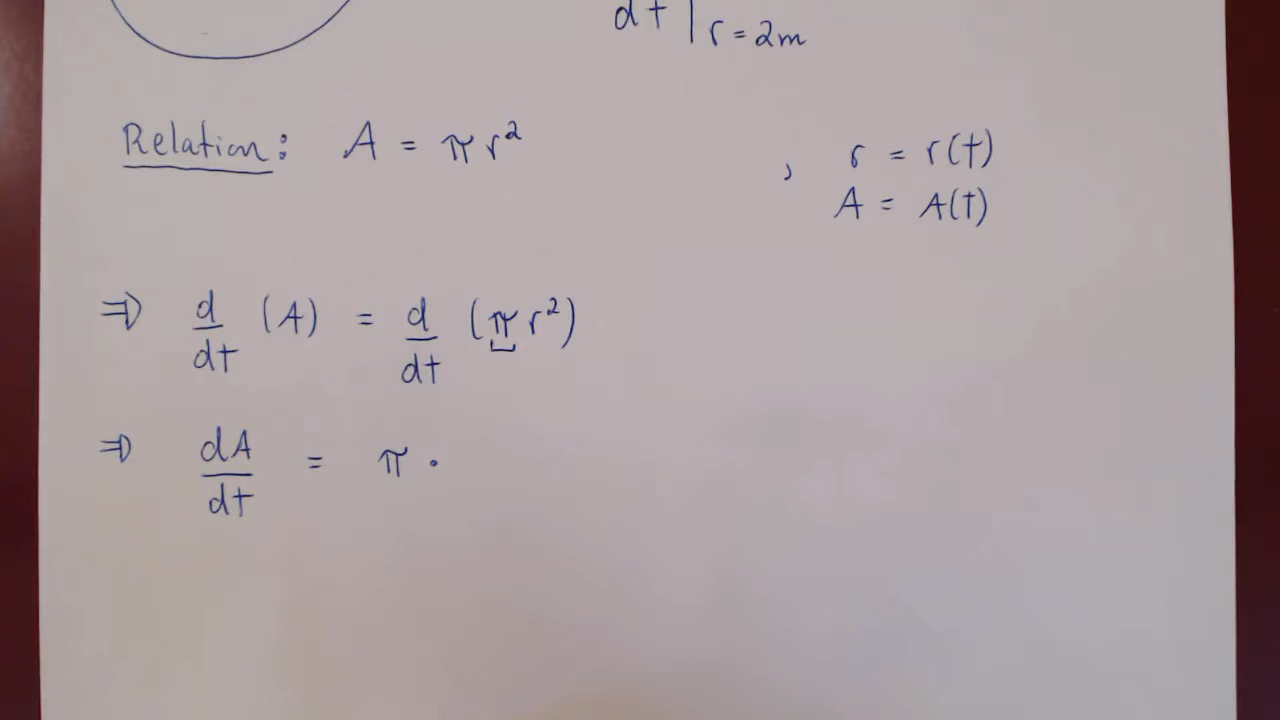 dt | r = 2m
Relation: A = πr² , r = r(t)
A = A(t)
⇒ d/dt (A) = d/dt (πr²)
⇒ dA/dt = π ·